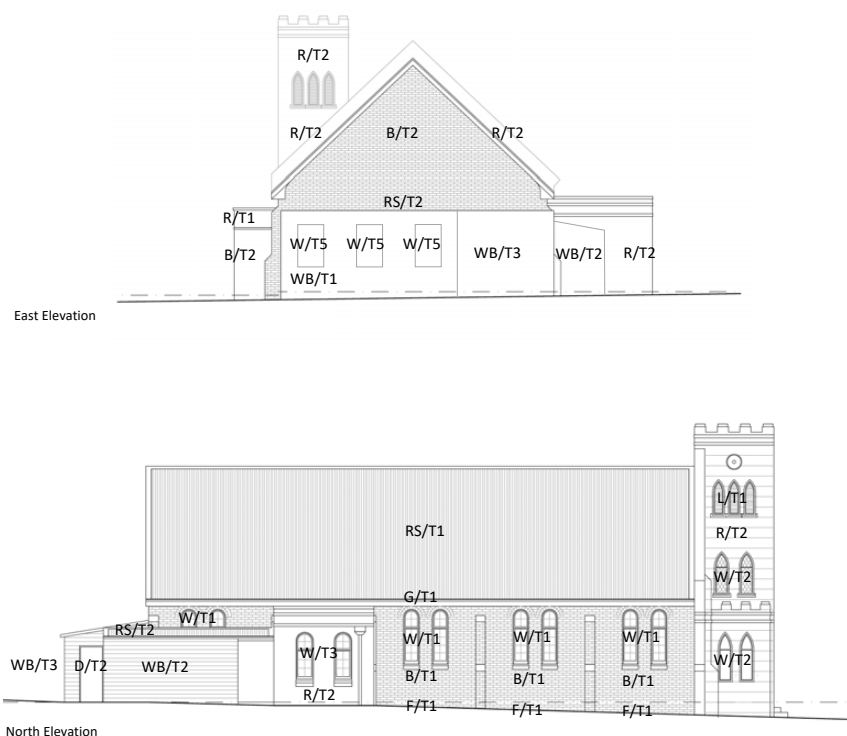 R/T2
R/T2 B/T2 R/T2
RS/T2
R/T1
W/T5 W/T5 W/T5
B/T2 WB/T3 WB/T2 R/T2
WB/T1
East Elevation
L/T1
RS/T1 R/T2
W/T2
G/T1
W/T1
RS/T2
W/T1 W/T1 W/T1
W/T3
WB/T3 D/T2 WB/T2 W/T2
B/T1 B/T1 B/T1
R/T2
F/T1 F/T1 F/T1
North Elevation